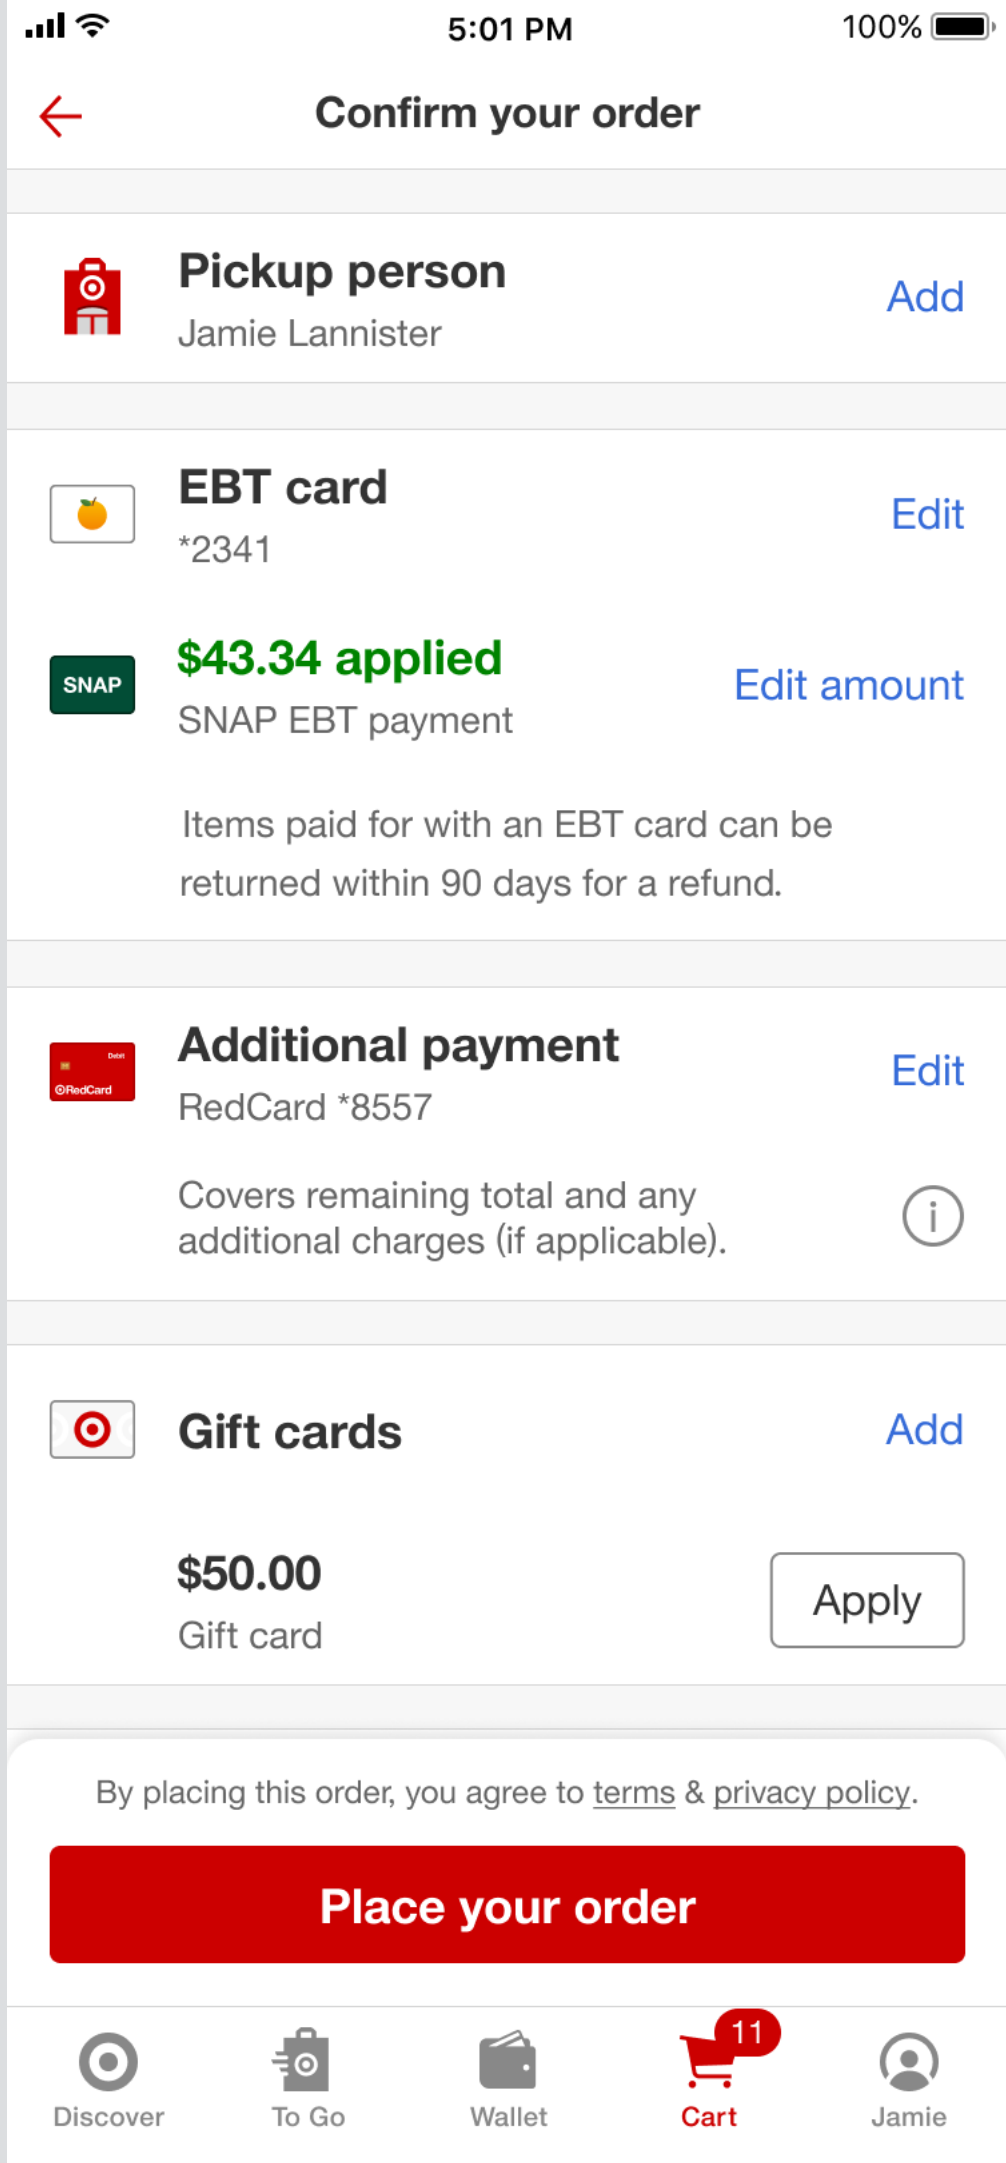 5:01 PM
100%
Confirm your order
Pickup person
Jamie Lannister
Add
EBT card
*2341
Edit
SNAP
$43.34 applied
SNAP EBT payment
Edit amount
Items paid for with an EBT card can be
returned within 90 days for a refund.
Debit
RedCard
Additional payment
RedCard *8557
Edit
Covers remaining total and any
additional charges (if applicable).
i
Gift cards
Add
$50.00
Gift card
Apply
By placing this order, you agree to terms & privacy policy.
Place your order
11
Discover
To Go
Wallet
Cart
Jamie